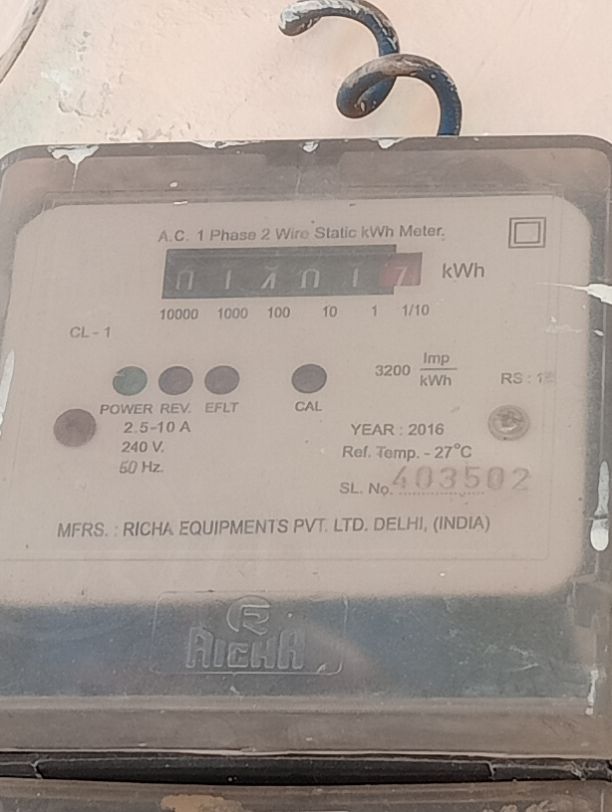 A.C. 1 Phase 2 Wire Static kWh Meter.
kWh
10000 1000 100 10 1 1/10
CL - 1
3200 Imp/kWh
RS :
POWER REV. EFLT CAL
2.5-10 A
240 V.
50 Hz.
YEAR : 2016
Ref. Temp. - 27°C
SL. No. 403502
MFRS. : RICHA EQUIPMENTS PVT. LTD. DELHI, (INDIA)
R
RICHA